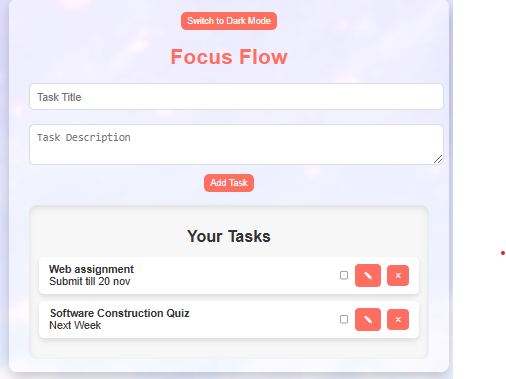 Switch to Dark Mode
Focus Flow
Task Title
Task Description
Add Task
Your Tasks
Web assignment
Submit till 20 nov
Software Construction Quiz
Next Week